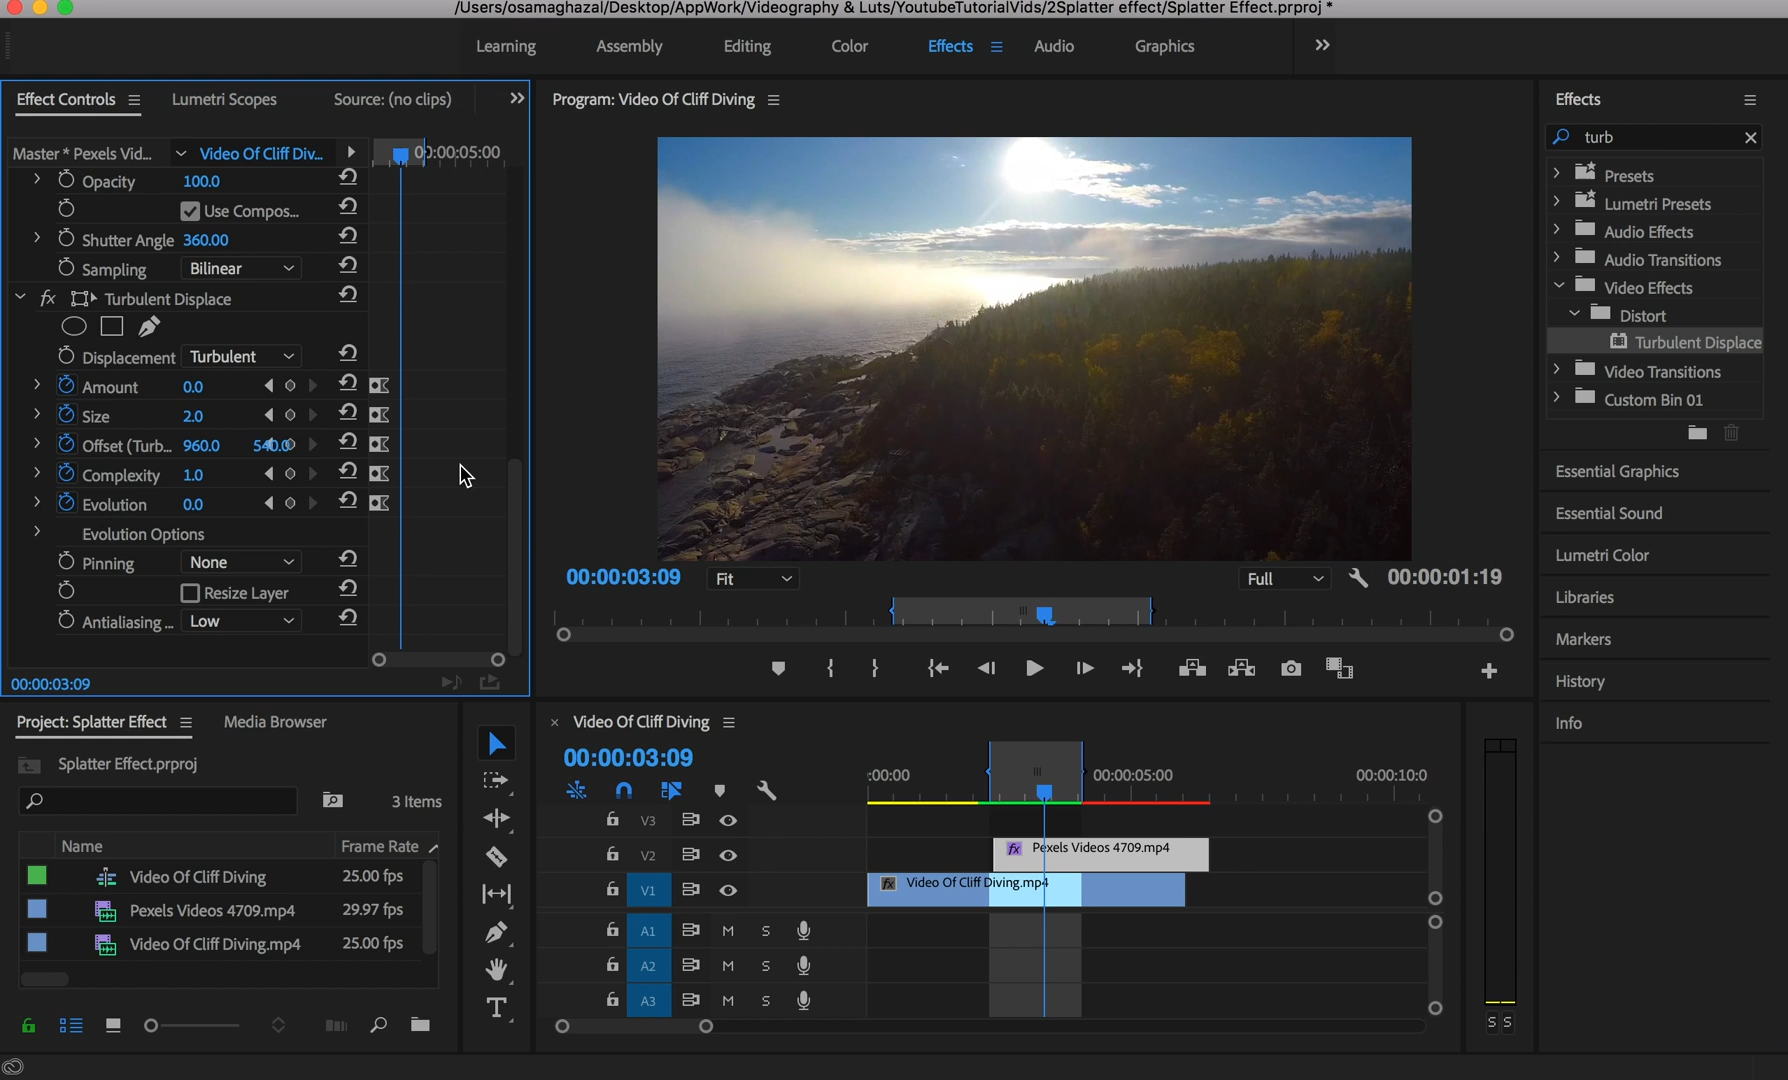 /Users/osamaghazal/Desktop/AppWork/Videography & Luts/YoutubeTutorialVids/2Splatter effect/Splatter Effect.prproj *
Learning Assembly Editing Color Effects Audio Graphics
Effect Controls Lumetri Scopes Source: (no clips)
Master * Pexels Vid... Video Of Cliff Div... 00:00:05:00
Opacity 100.0
Use Compos...
Shutter Angle 360.00
Sampling Bilinear
fx Turbulent Displace
Displacement Turbulent
Amount 0.0
Size 2.0
Offset (Turb... 960.0 540.0
Complexity 1.0
Evolution 0.0
Evolution Options
Pinning None
Resize Layer
Antialiasing ... Low
00:00:03:09
Program: Video Of Cliff Diving
00:00:03:09 Fit Full 00:00:01:19
Effects
turb
Presets
Lumetri Presets
Audio Effects
Audio Transitions
Video Effects
Distort
Turbulent Displace
Video Transitions
Custom Bin 01
Essential Graphics
Essential Sound
Lumetri Color
Libraries
Markers
History
Info
Project: Splatter Effect Media Browser
Splatter Effect.prproj
3 Items
Name Frame Rate
Video Of Cliff Diving 25.00 fps
Pexels Videos 4709.mp4 29.97 fps
Video Of Cliff Diving.mp4 25.00 fps
T
Video Of Cliff Diving
00:00:03:09
:00:00 00:00:05:00 00:00:10:0
V3
V2 fx Pexels Videos 4709.mp4
V1 fx Video Of Cliff Diving.mp4
A1 M S
A2 M S
A3 M S
S S